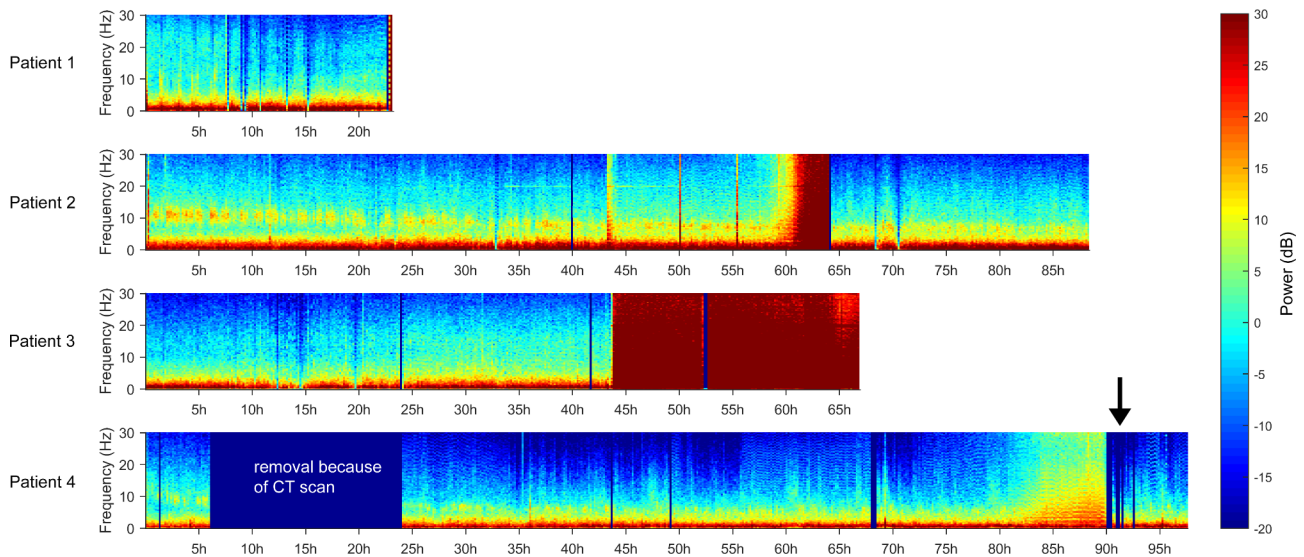 Patient 1
Frequency (Hz)
30
20
10
0
5h 10h 15h 20h
Patient 2
Frequency (Hz)
30
20
10
0
5h 10h 15h 20h 25h 30h 35h 40h 45h 50h 55h 60h 65h 70h 75h 80h 85h
Patient 3
Frequency (Hz)
30
20
10
0
5h 10h 15h 20h 25h 30h 35h 40h 45h 50h 55h 60h 65h
Patient 4
Frequency (Hz)
30
20
10
0
removal because
of CT scan
5h 10h 15h 20h 25h 30h 35h 40h 45h 50h 55h 60h 65h 70h 75h 80h 85h 90h 95h
30
25
20
15
10
5
0
-5
-10
-15
-20
Power (dB)